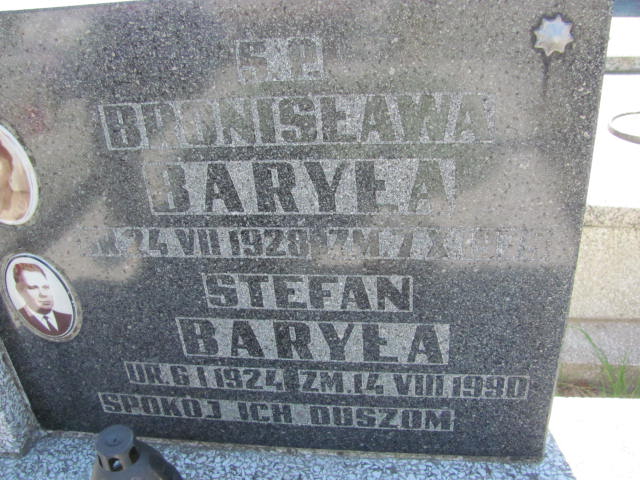 Ś.P.
BRONISŁAWA
BARYŁA
24 VII 1928 ZM. 7 X
STEFAN
BARYŁA
UR. 6 I 1924 ZM. 14 VIII 1990
SPOKÓJ ICH DUSZOM